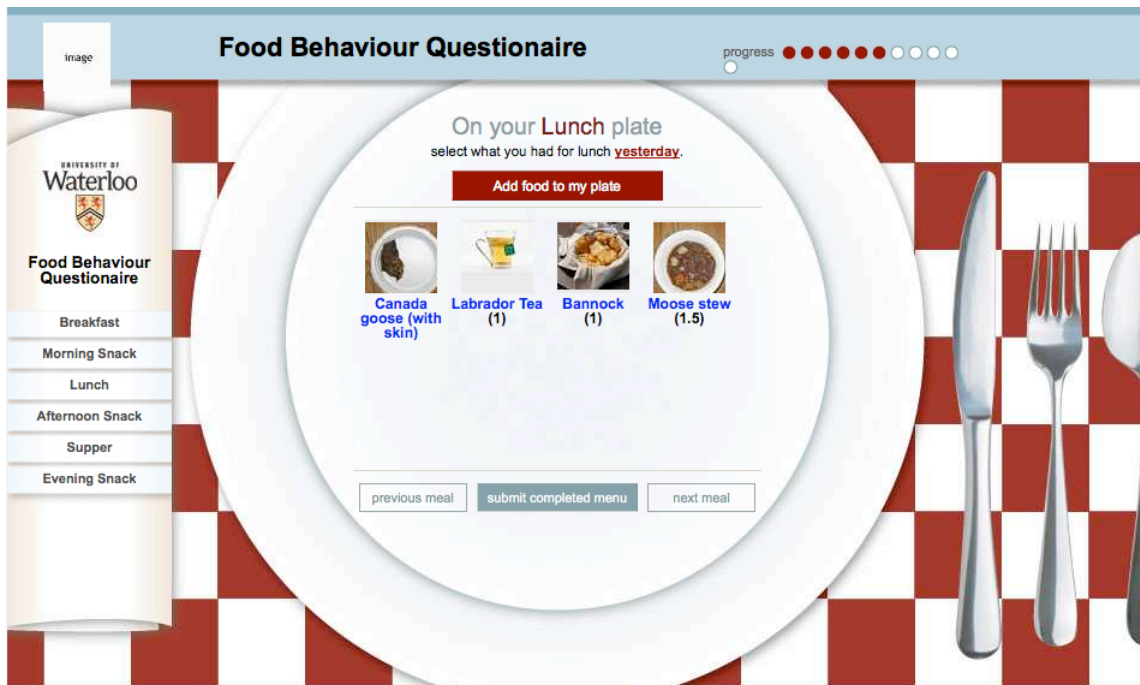 image
Food Behaviour Questionaire
progress
UNIVERSITY OF
Waterloo
Food Behaviour
Questionaire
Breakfast
Morning Snack
Lunch
Afternoon Snack
Supper
Evening Snack
On your Lunch plate
select what you had for lunch yesterday.
Add food to my plate
Canada
goose (with
skin)
Labrador Tea
(1)
Bannock
(1)
Moose stew
(1.5)
previous meal
submit completed menu
next meal